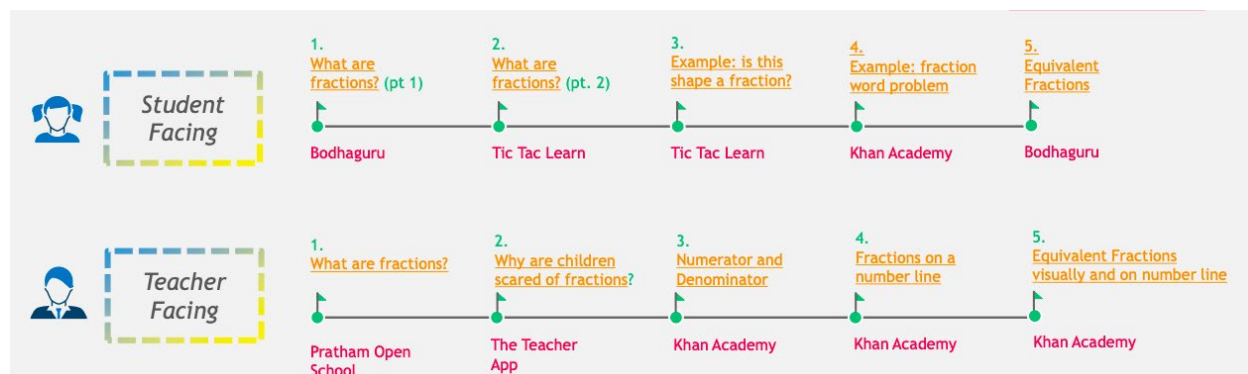 Student
Facing
1.
What are
fractions? (pt 1)
Bodhaguru
2.
What are
fractions? (pt. 2)
Tic Tac Learn
3.
Example: is this
shape a fraction?
Tic Tac Learn
4.
Example: fraction
word problem
Khan Academy
5.
Equivalent
Fractions
Bodhaguru
Teacher
Facing
1.
What are fractions?
Pratham Open
School
2.
Why are children
scared of fractions?
The Teacher
App
3.
Numerator and
Denominator
Khan Academy
4.
Fractions on a
number line
Khan Academy
5.
Equivalent Fractions
visually and on number line
Khan Academy